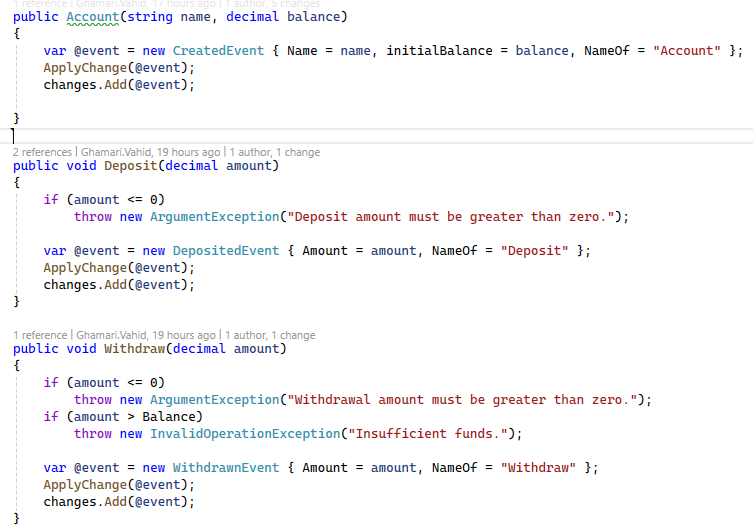 1 reference | Ghamari.Vahid, 17 hours ago | 1 author, 5 changes
public Account(string name, decimal balance)
{
    var @event = new CreatedEvent { Name = name, initialBalance = balance, NameOf = "Account" };
    ApplyChange(@event);
    changes.Add(@event);
}
2 references | Ghamari.Vahid, 19 hours ago | 1 author, 1 change
public void Deposit(decimal amount)
{
    if (amount <= 0)
        throw new ArgumentException("Deposit amount must be greater than zero.");
    var @event = new DepositedEvent { Amount = amount, NameOf = "Deposit" };
    ApplyChange(@event);
    changes.Add(@event);
}
1 reference | Ghamari.Vahid, 19 hours ago | 1 author, 1 change
public void Withdraw(decimal amount)
{
    if (amount <= 0)
        throw new ArgumentException("Withdrawal amount must be greater than zero.");
    if (amount > Balance)
        throw new InvalidOperationException("Insufficient funds.");
    var @event = new WithdrawnEvent { Amount = amount, NameOf = "Withdraw" };
    ApplyChange(@event);
    changes.Add(@event);
}